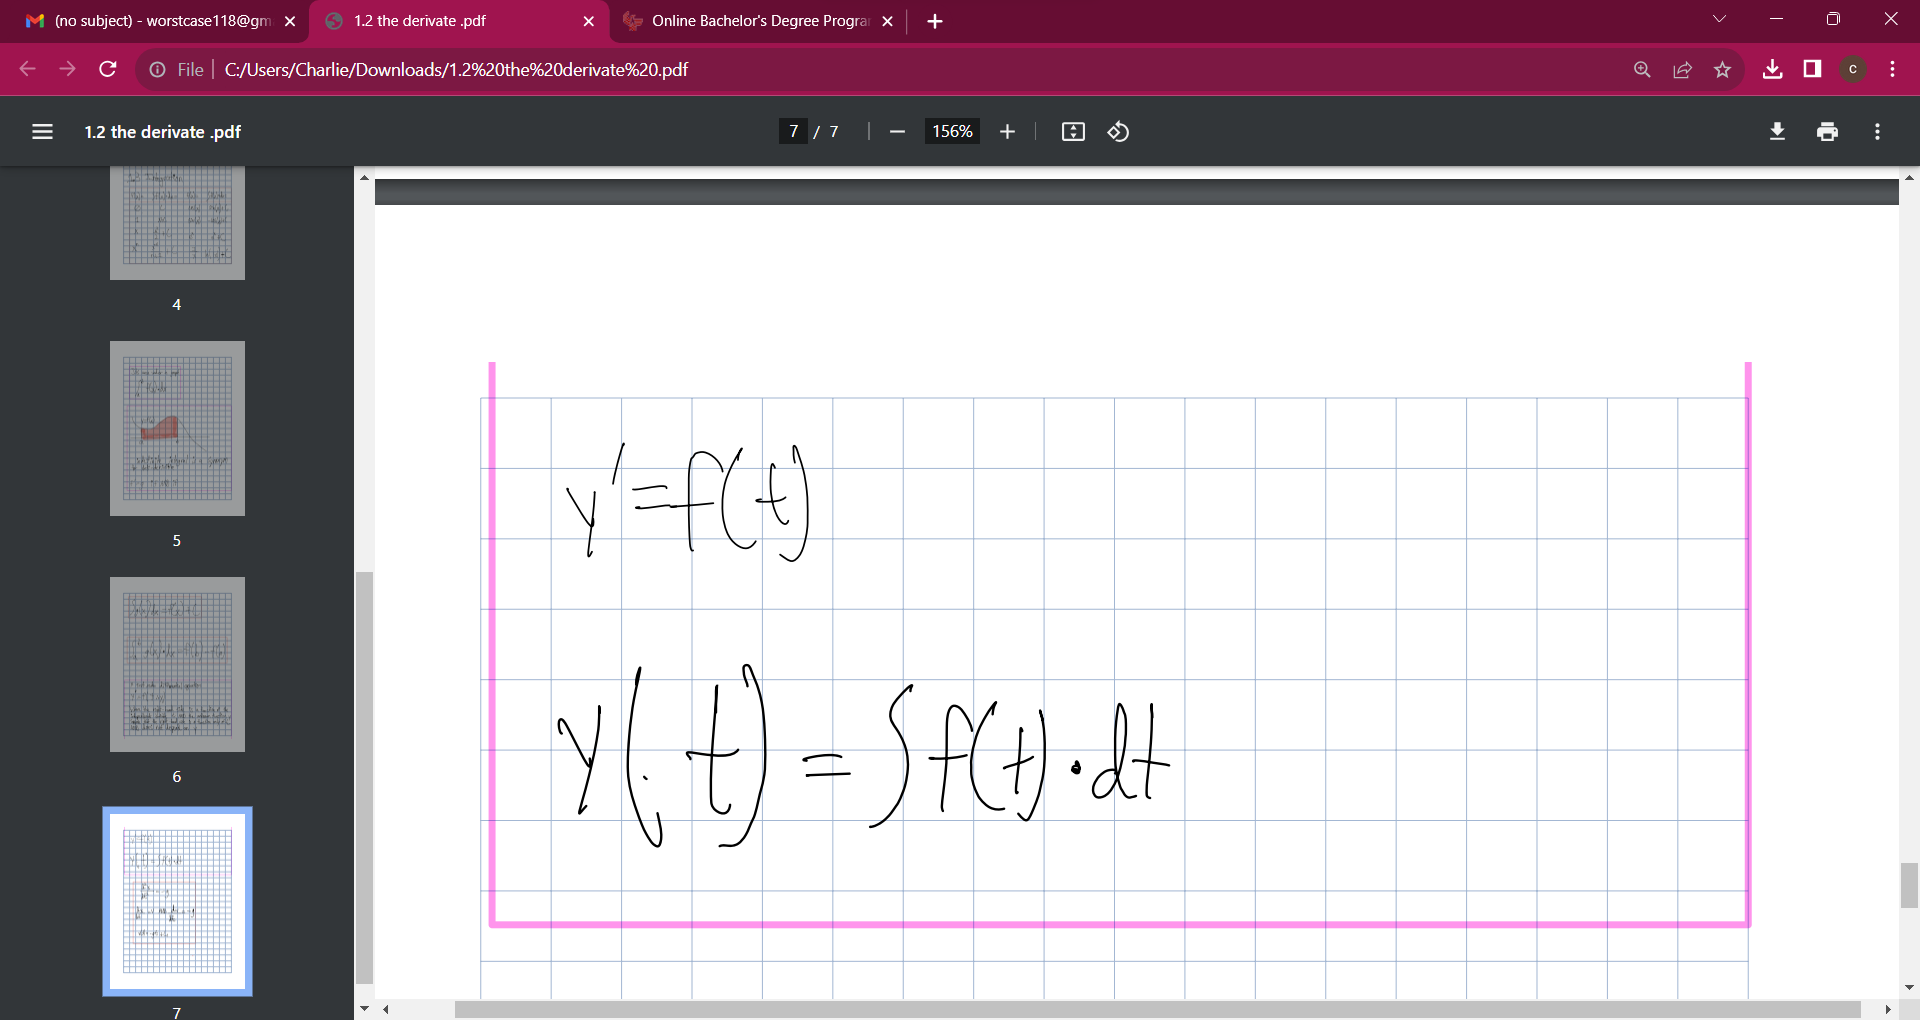 (no subject) - worstcase118@gm
1.2 the derivate .pdf
Online Bachelor's Degree Progra
File
C:/Users/Charlie/Downloads/1.2%20the%20derivate%20.pdf
c
1.2 the derivate .pdf
7 / 7
156%
4
5
6
7
y' = f(t)
y(t) = ∫ f(t) · dt